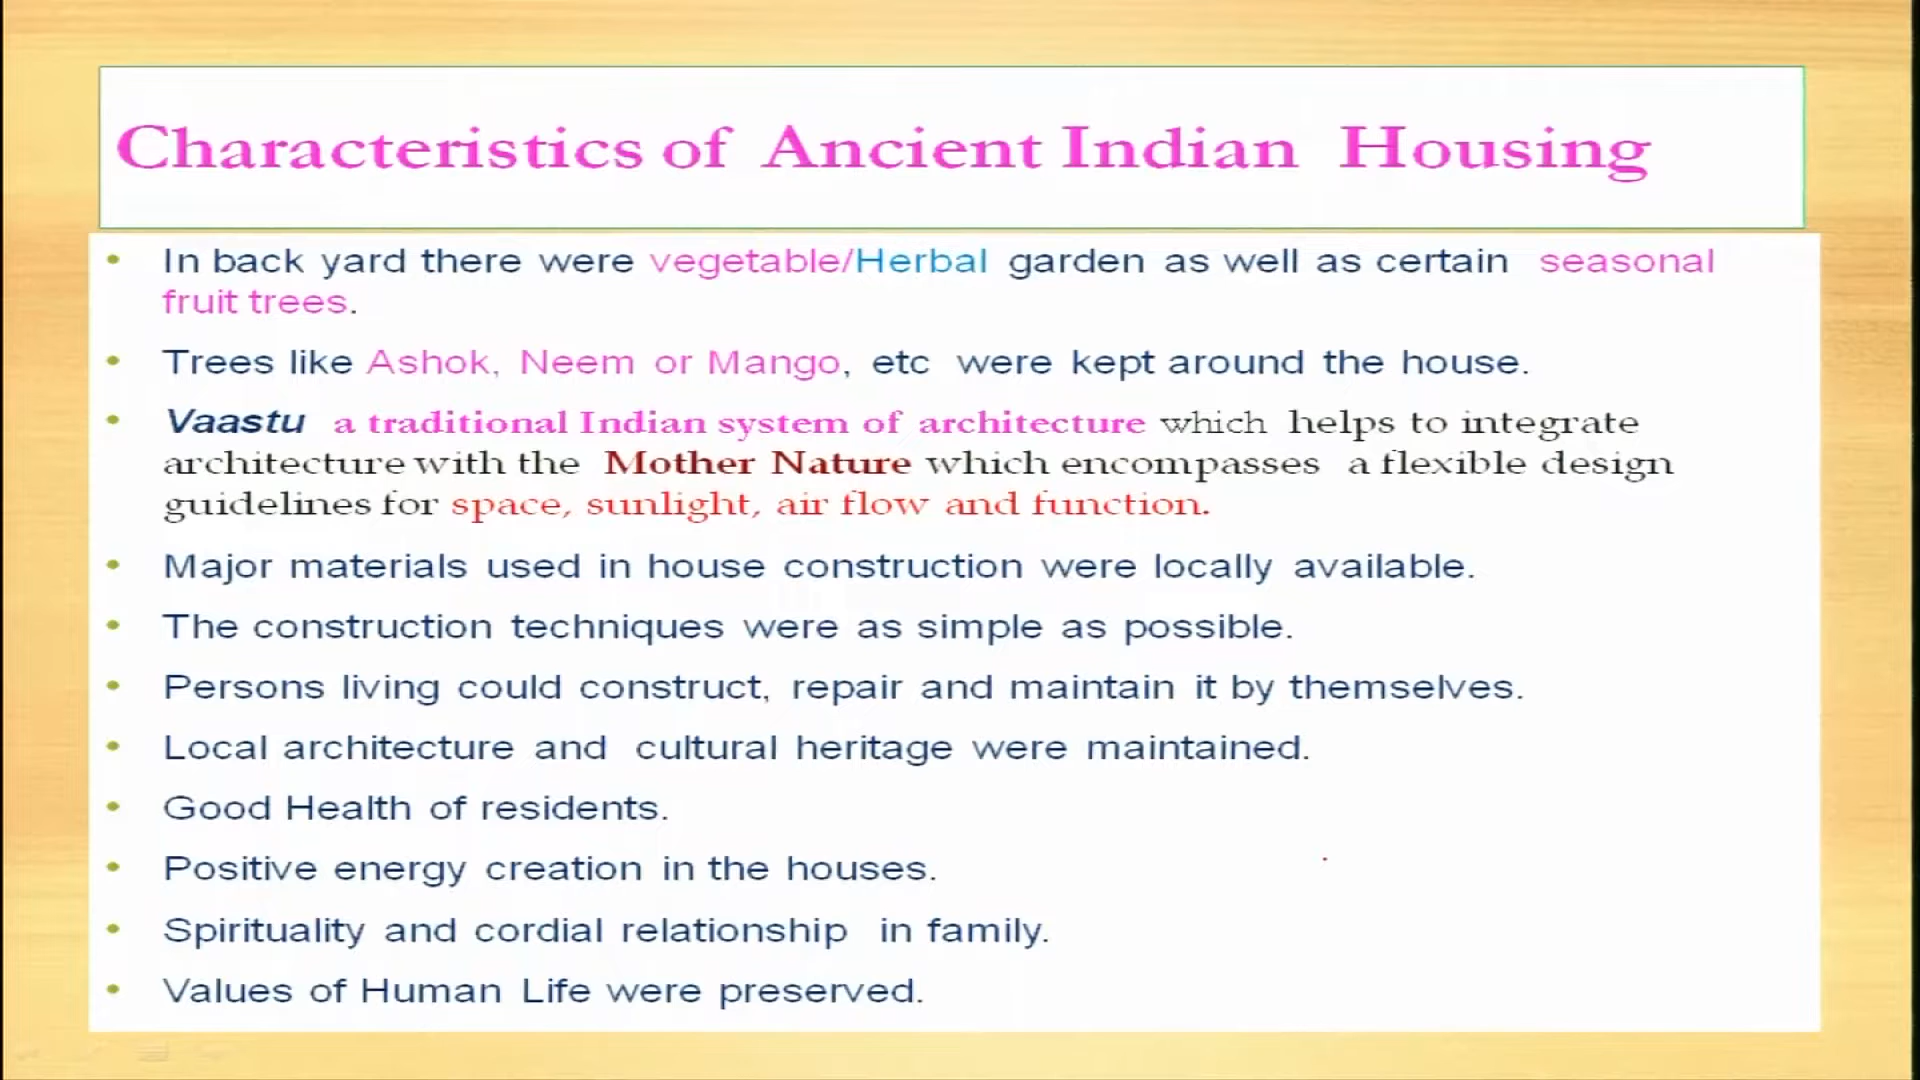 Characteristics of Ancient Indian Housing
• In back yard there were vegetable/Herbal garden as well as certain seasonal
fruit trees.
• Trees like Ashok, Neem or Mango, etc were kept around the house.
• Vaastu a traditional Indian system of architecture which helps to integrate
architecture with the Mother Nature which encompasses a flexible design
guidelines for space, sunlight, air flow and function.
• Major materials used in house construction were locally available.
• The construction techniques were as simple as possible.
• Persons living could construct, repair and maintain it by themselves.
• Local architecture and cultural heritage were maintained.
• Good Health of residents.
• Positive energy creation in the houses.
• Spirituality and cordial relationship in family.
• Values of Human Life were preserved.